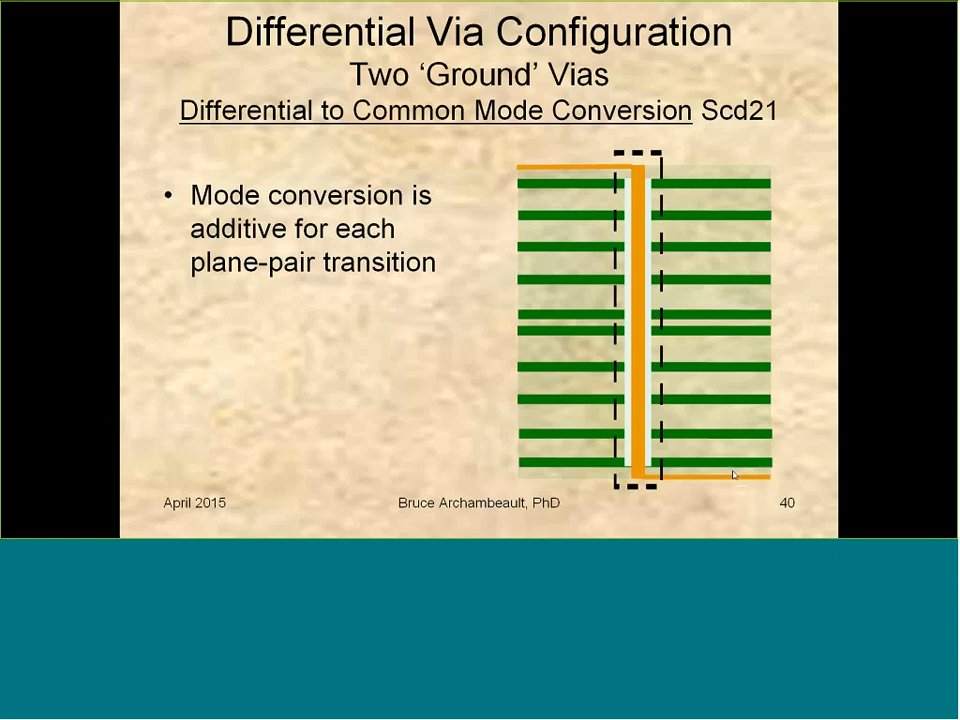 Differential Via Configuration
Two ‘Ground’ Vias
Differential to Common Mode Conversion Scd21
• Mode conversion is
additive for each
plane-pair transition
April 2015
Bruce Archambeault, PhD
40